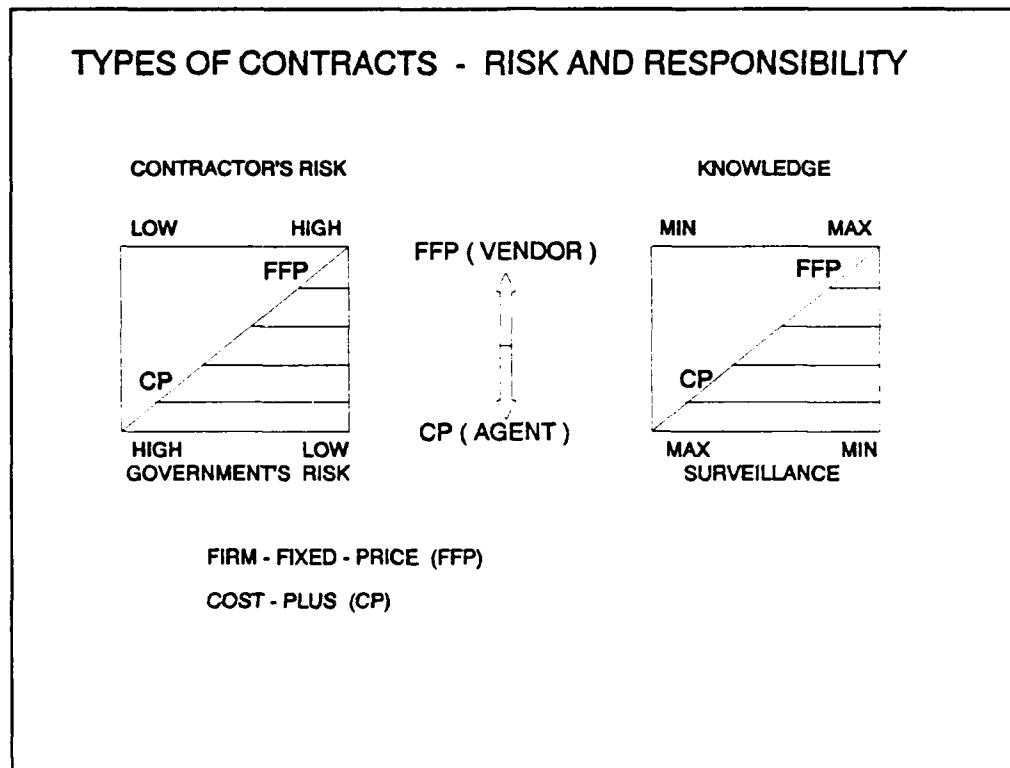 TYPES OF CONTRACTS - RISK AND RESPONSIBILITY
CONTRACTOR'S RISK
LOW HIGH
FFP
CP
HIGH LOW
GOVERNMENT'S RISK
FFP ( VENDOR )
CP ( AGENT )
KNOWLEDGE
MIN MAX
FFP
CP
MAX MIN
SURVEILLANCE
FIRM - FIXED - PRICE (FFP)
COST - PLUS (CP)